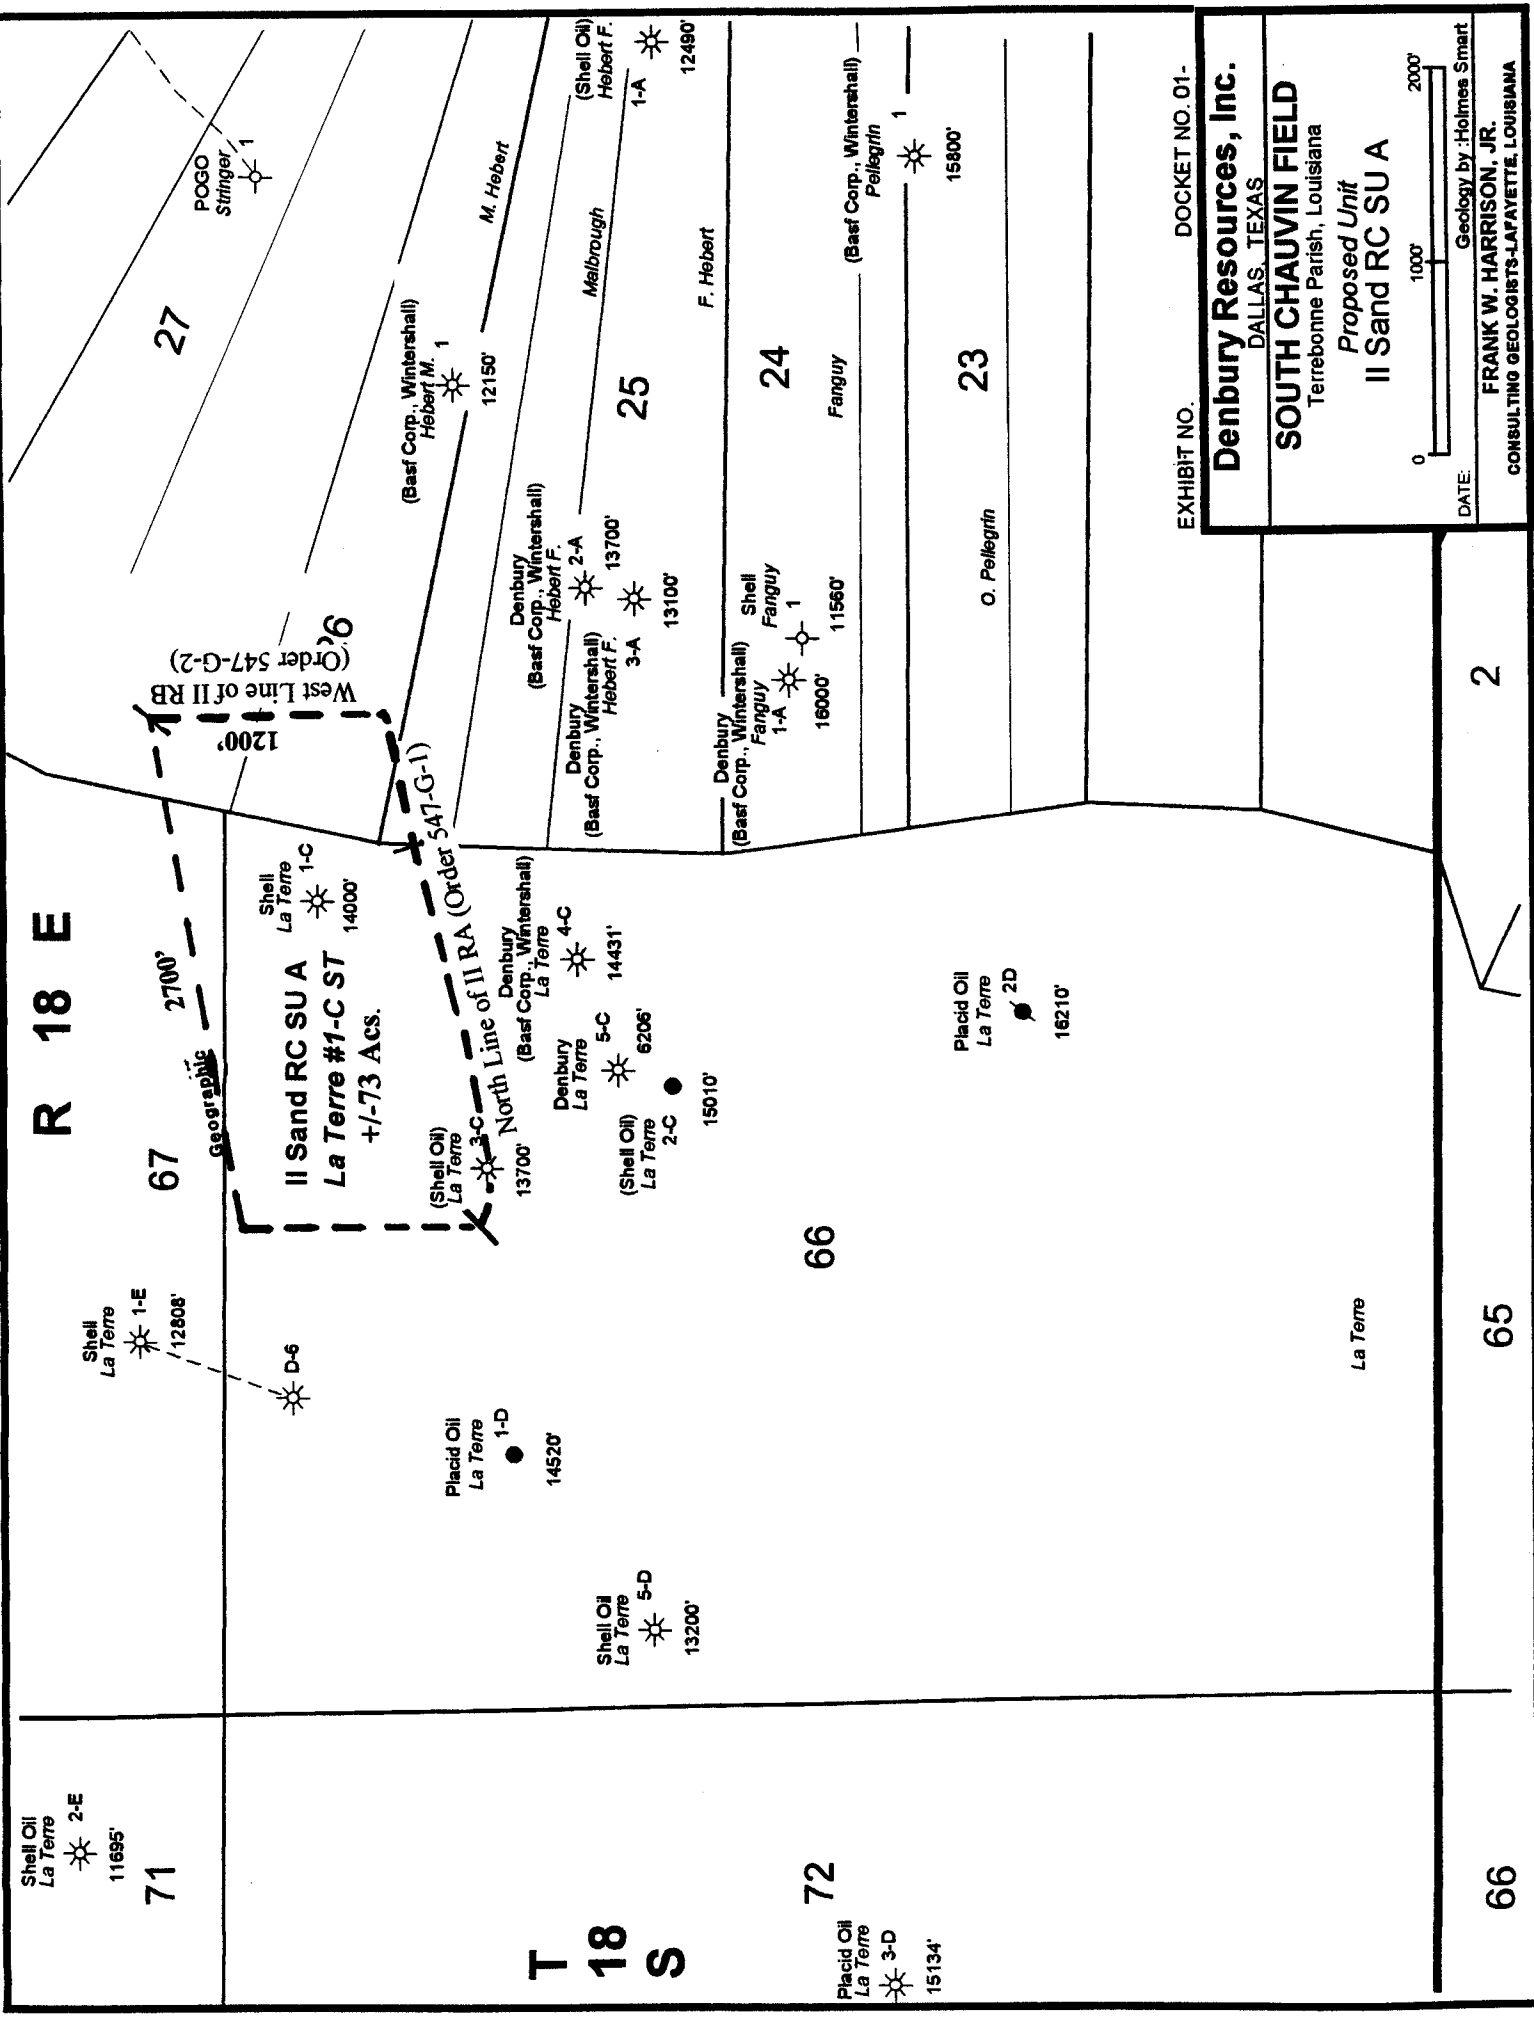 R 18 E
T
18
S
Shell Oil
La Terre
2-E
11695'
71
Shell
La Terre
1-E
12808'
67
Geographic
2700'
1200'
West Line of II RB
(Order 547-G-2)
POGO
Stringer
1
27
D-6
II Sand RC SU A
La Terre #1-C ST
+/-73 Acs.
Shell
La Terre
1-C
14000'
26
(Basf Corp., Wintershall)
Hebert M.
1
12150'
M. Hebert
Placid Oil
La Terre
1-D
14520'
(Shell Oil)
La Terre
3-C
13700'
North Line of II RA (Order 547-G-1)
Denbury
(Basf Corp., Wintershall)
La Terre
4-C
14431'
Denbury
(Basf Corp., Wintershall)
Hebert F.
2-A
13700'
Malbrough
(Shell Oil)
Hebert F.
1-A
12490'
Shell Oil
La Terre
5-D
13200'
Denbury
La Terre
5-C
6206'
(Shell Oil)
La Terre
2-C
15010'
Denbury
(Basf Corp., Wintershall)
Hebert F.
3-A
13100'
25
F. Hebert
72
Placid Oil
La Terre
3-D
15134'
66
Denbury
(Basf Corp., Wintershall)
Fanguy
1-A
16000'
Shell
Fanguy
1
11560'
24
Fanguy
(Basf Corp., Wintershall)
Pellegrin
1
15800'
Placid Oil
La Terre
2D
16210'
O. Pellegrin
23
La Terre
66
65
2
EXHIBIT NO.
DOCKET NO. 01-
Denbury Resources, Inc.
DALLAS, TEXAS
SOUTH CHAUVIN FIELD
Terrebonne Parish, Louisiana
Proposed Unit
II Sand RC SU A
0 1000' 2000'
DATE:
Geology by :Holmes Smart
FRANK W. HARRISON, JR.
CONSULTING GEOLOGISTS-LAFAYETTE, LOUISIANA